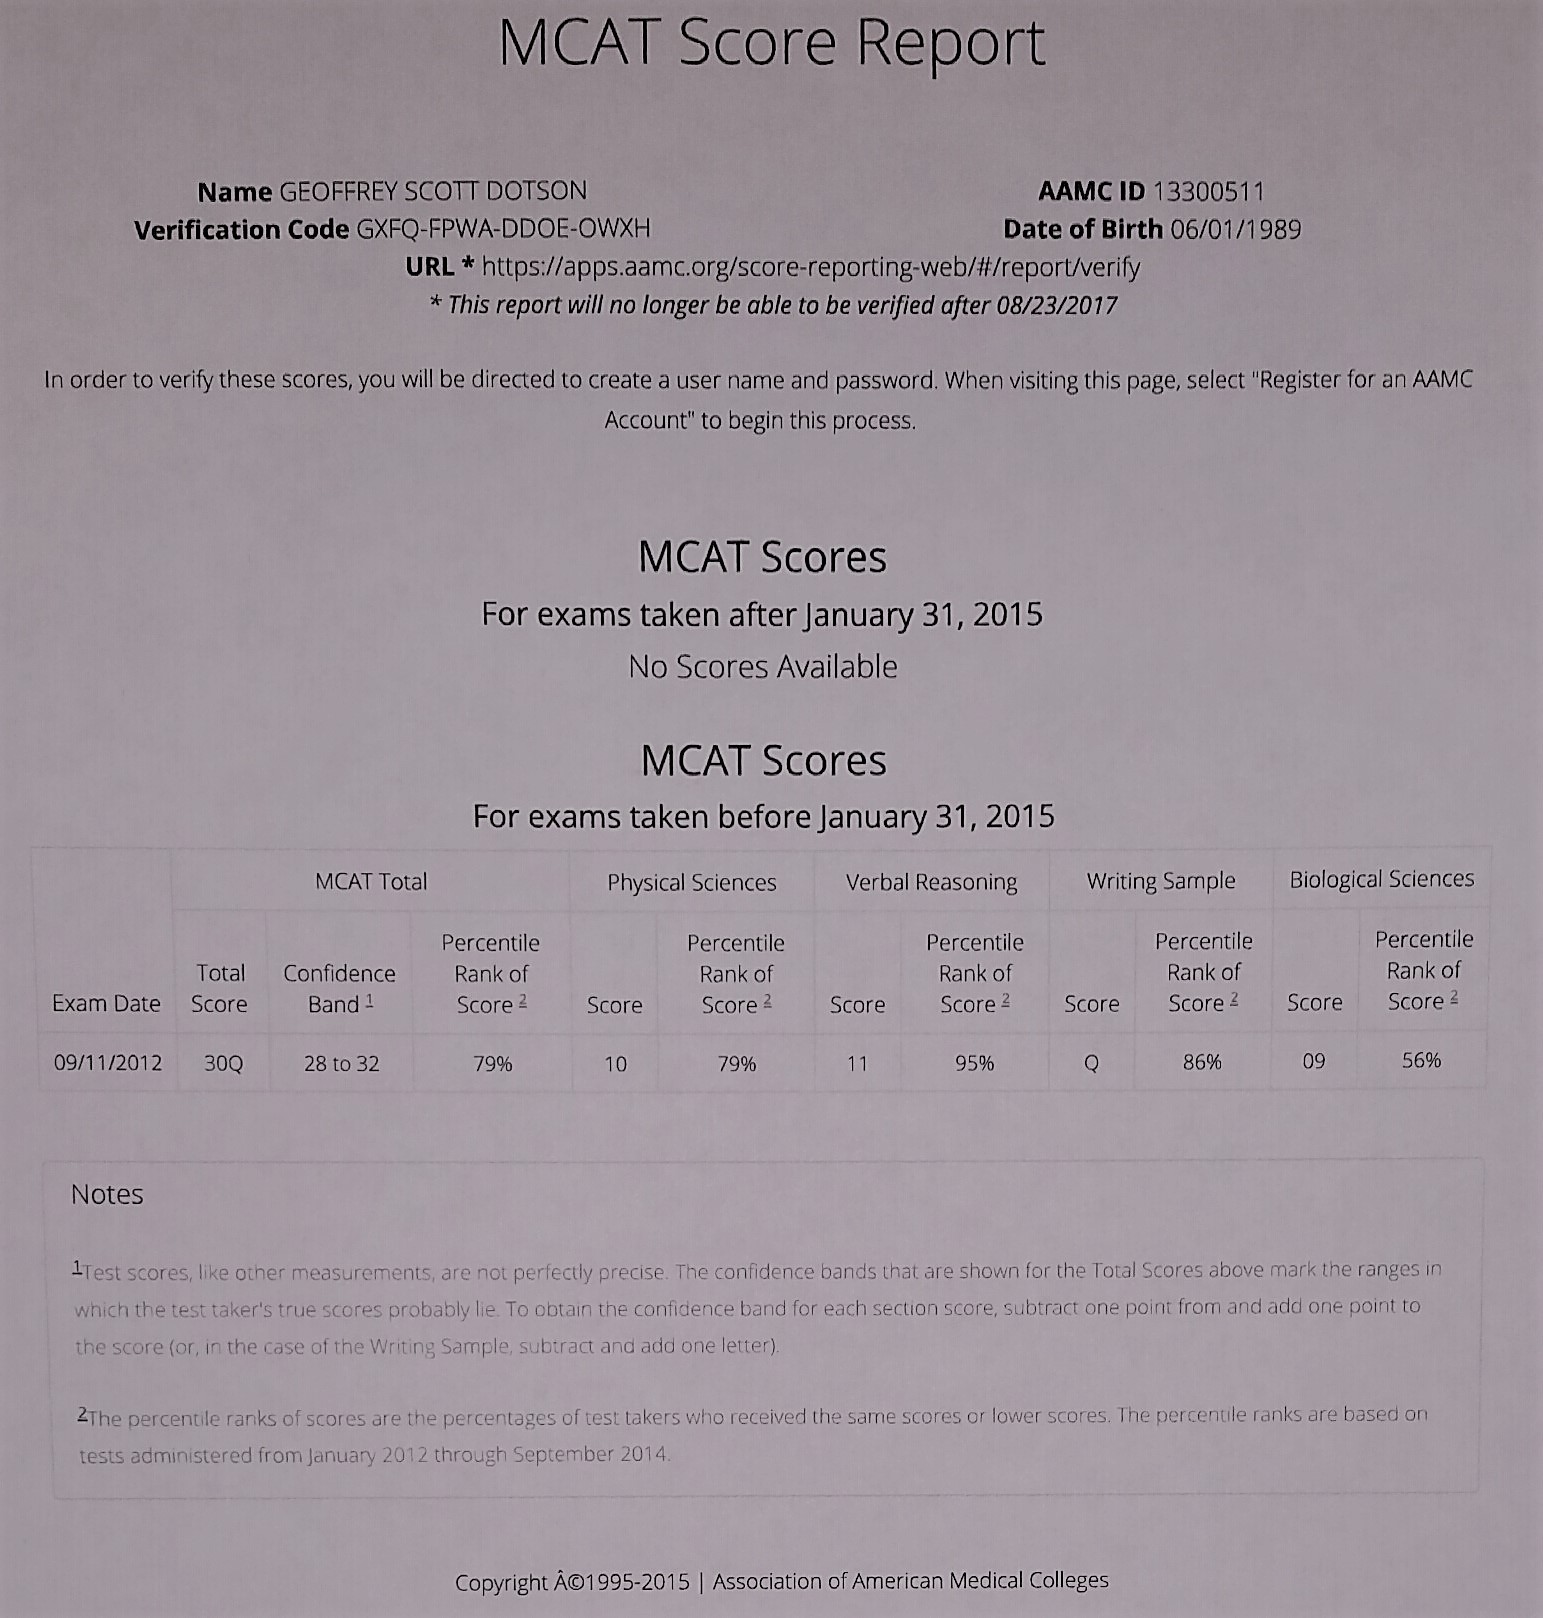 MCAT Score Report
Name GEOFFREY SCOTT DOTSON AAMC ID 13300511
Verification Code GXFQ-FPWA-DDOE-OWXH Date of Birth 06/01/1989
URL * https://apps.aamc.org/score-reporting-web/#/report/verify
* This report will no longer be able to be verified after 08/23/2017
In order to verify these scores, you will be directed to create a user name and password. When visiting this page, select "Register for an AAMC
Account" to begin this process.
MCAT Scores
For exams taken after January 31, 2015
No Scores Available
MCAT Scores
For exams taken before January 31, 2015
MCAT Total Physical Sciences Verbal Reasoning Writing Sample Biological Sciences
Percentile Percentile Percentile Percentile Percentile
Total Confidence Rank of Rank of Rank of Rank of Rank of
Exam Date Score Band 1 Score 2 Score Score 2 Score Score 2 Score Score 2 Score Score 2
09/11/2012 30Q 28 to 32 79% 10 79% 11 95% Q 86% 09 56%
Notes
1Test scores, like other measurements, are not perfectly precise. The confidence bands that are shown for the Total Scores above mark the ranges in
which the test taker's true scores probably lie. To obtain the confidence band for each section score, subtract one point from and add one point to
the score (or, in the case of the Writing Sample, subtract and add one letter).
2The percentile ranks of scores are the percentages of test takers who received the same scores or lower scores. The percentile ranks are based on
tests administered from January 2012 through September 2014.
Copyright Â©1995-2015 | Association of American Medical Colleges